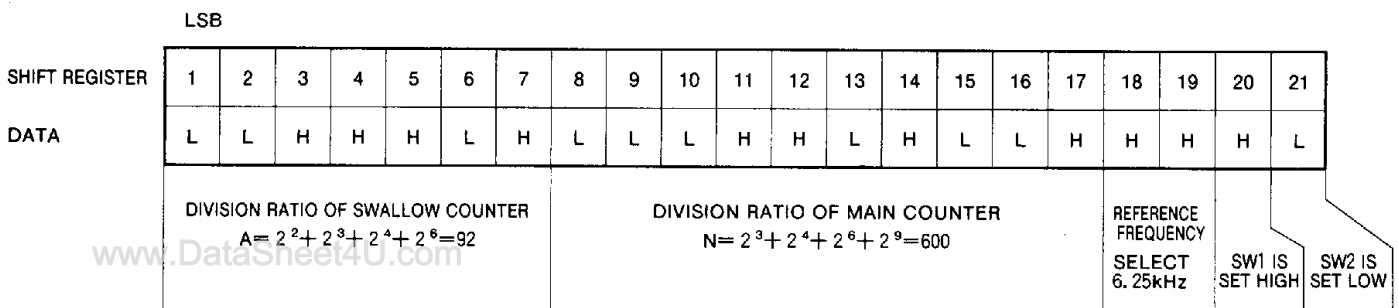 LSB
SHIFT REGISTER 1 2 3 4 5 6 7 8 9 10 11 12 13 14 15 16 17 18 19 20 21
DATA L L H H H L H L L L H H L H L L H H H H L
DIVISION RATIO OF SWALLOW COUNTER
A= 2² + 2³ + 2⁴ + 2⁶ =92
DIVISION RATIO OF MAIN COUNTER
N= 2³ + 2⁴ + 2⁶ + 2⁹ =600
REFERENCE
FREQUENCY
SELECT
6.25kHz
SW1 IS
SET HIGH
SW2 IS
SET LOW
www.DataSheet4U.com